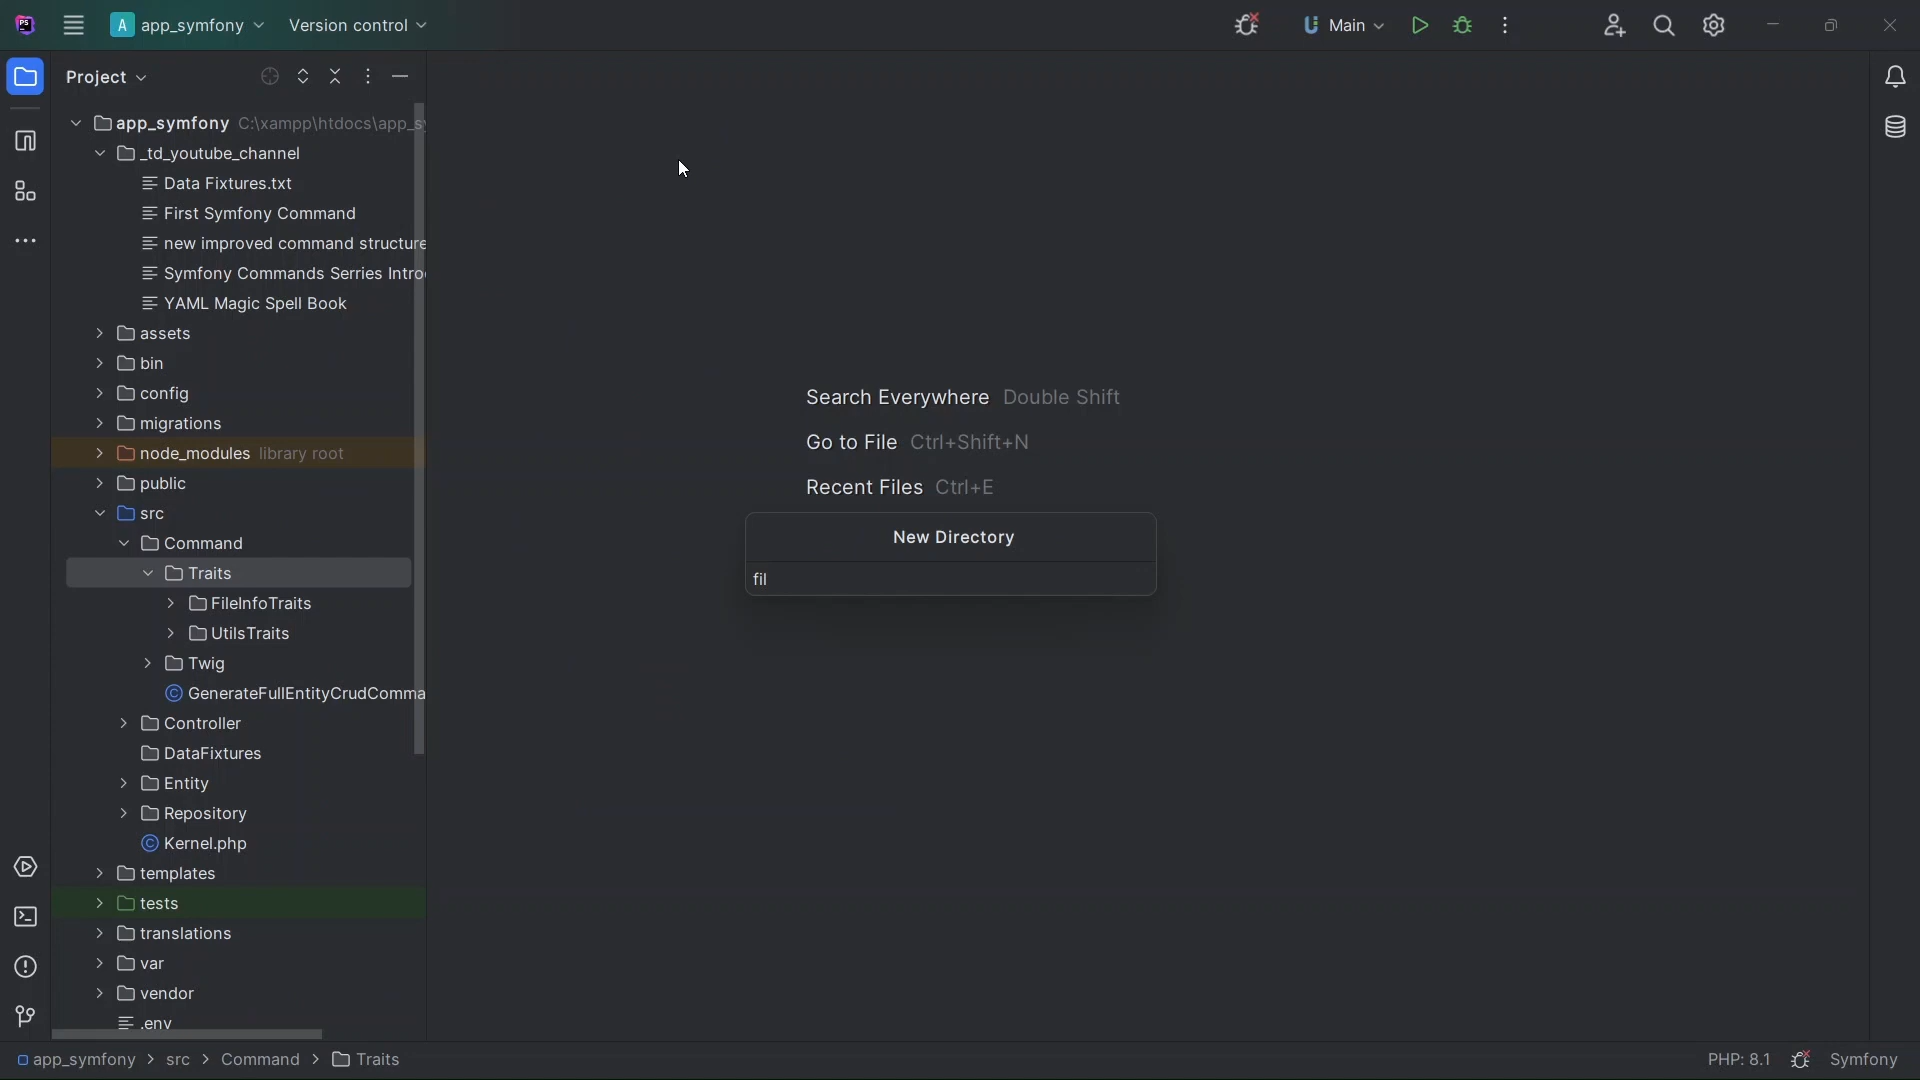 PS
A app_symfony
Version control
Main
Project
app_symfony C:\xampp\htdocs\app_s
_td_youtube_channel
Data Fixtures.txt
First Symfony Command
new improved command structure
Symfony Commands Serries Intro
YAML Magic Spell Book
assets
bin
config
migrations
node_modules library root
public
src
Command
Traits
FileInfoTraits
UtilsTraits
Twig
GenerateFullEntityCrudComma
Controller
DataFixtures
Entity
Repository
Kernel.php
templates
tests
translations
var
vendor
.env
Search Everywhere Double Shift
Go to File Ctrl+Shift+N
Recent Files Ctrl+E
New Directory
fil
app_symfony > src > Command > Traits
PHP: 8.1
Symfony